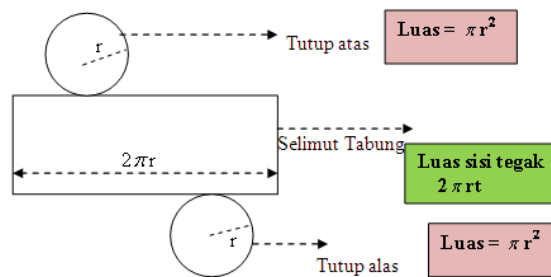 r
Tutup atas
Luas = πr²
2πr
Selimut Tabung
Luas sisi tegak
2πrt
r
Tutup alas
Luas = πr²